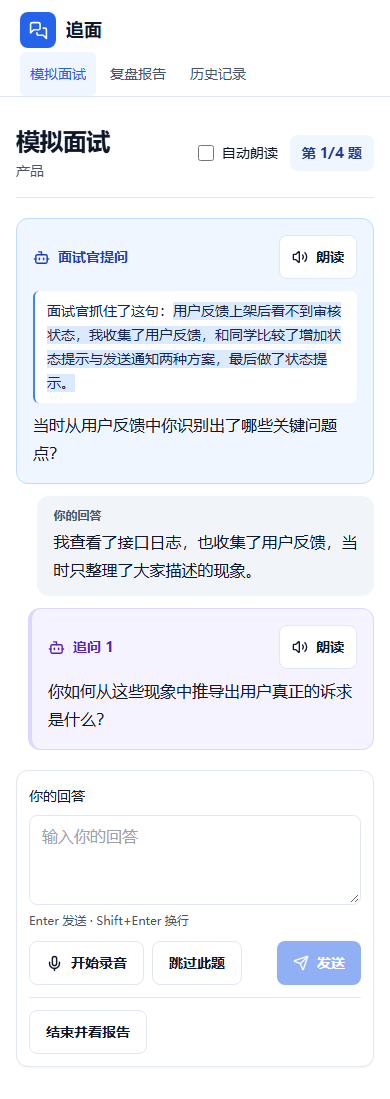 追面
模拟面试 复盘报告 历史记录
模拟面试
产品
自动朗读
第 1/4 题
面试官提问
朗读
面试官抓住了这句：用户反馈上架后看不到审核
状态，我收集了用户反馈，和同学比较了增加状
态提示与发送通知两种方案，最后做了状态提
示。
当时从用户反馈中你识别出了哪些关键问题
点？
你的回答
我查看了接口日志，也收集了用户反馈，当
时只整理了大家描述的现象。
追问 1
朗读
你如何从这些现象中推导出用户真正的诉求
是什么？
你的回答
输入你的回答
Enter 发送 · Shift+Enter 换行
开始录音
跳过此题
发送
结束并看报告